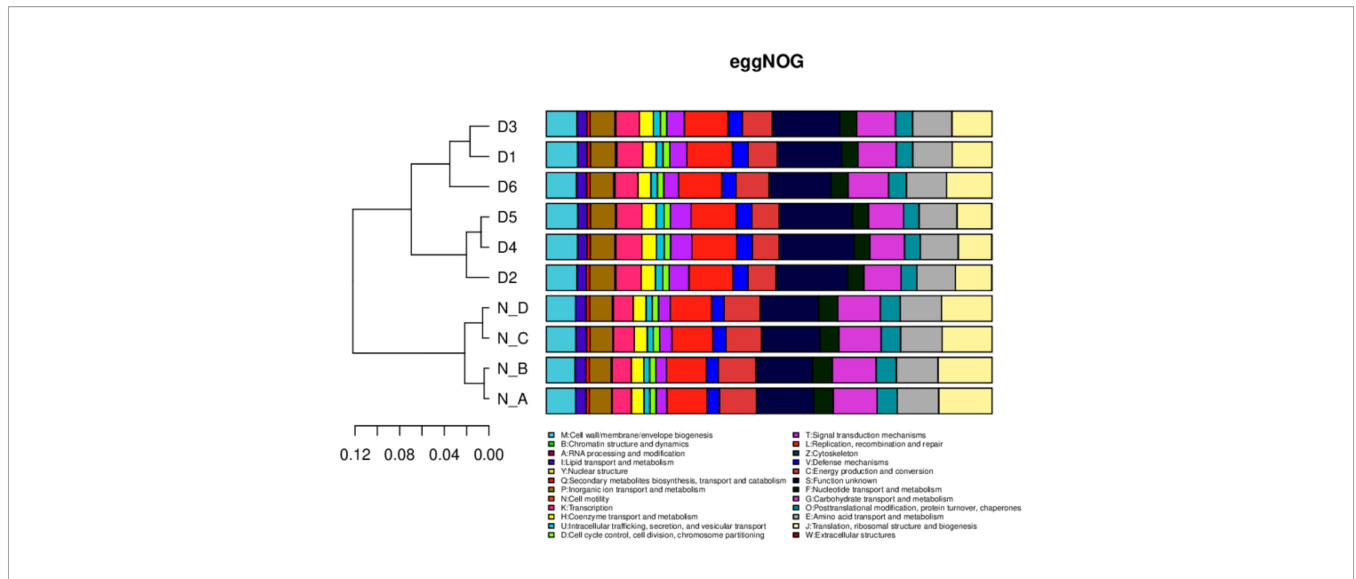 eggNOG
D3
D1
D6
D5
D4
D2
N_D
N_C
N_B
N_A
0.12 0.08 0.04 0.00
M:Cell wall/membrane/envelope biogenesis
B:Chromatin structure and dynamics
A:RNA processing and modification
I:Lipid transport and metabolism
Y:Nuclear structure
Q:Secondary metabolites biosynthesis, transport and catabolism
P:Inorganic ion transport and metabolism
N:Cell motility
K:Transcription
H:Coenzyme transport and metabolism
U:Intracellular trafficking, secretion, and vesicular transport
D:Cell cycle control, cell division, chromosome partitioning
T:Signal transduction mechanisms
L:Replication, recombination and repair
Z:Cytoskeleton
V:Defense mechanisms
C:Energy production and conversion
S:Function unknown
F:Nucleotide transport and metabolism
G:Carbohydrate transport and metabolism
O:Posttranslational modification, protein turnover, chaperones
E:Amino acid transport and metabolism
J:Translation, ribosomal structure and biogenesis
W:Extracellular structures